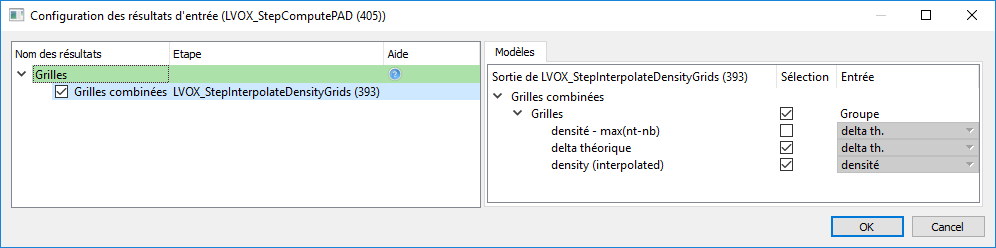 Configuration des résultats d'entrée (LVOX_StepComputePAD (405))
Nom des résultats Etape Aide
Grilles ?
Grilles combinées LVOX_StepInterpolateDensityGrids (393)
Modèles
Sortie de LVOX_StepInterpolateDensityGrids (393) Sélection Entrée
Grilles combinées
Grilles Groupe
densité - max(nt-nb) delta th.
delta théorique delta th.
density (interpolated) densité
OK Cancel